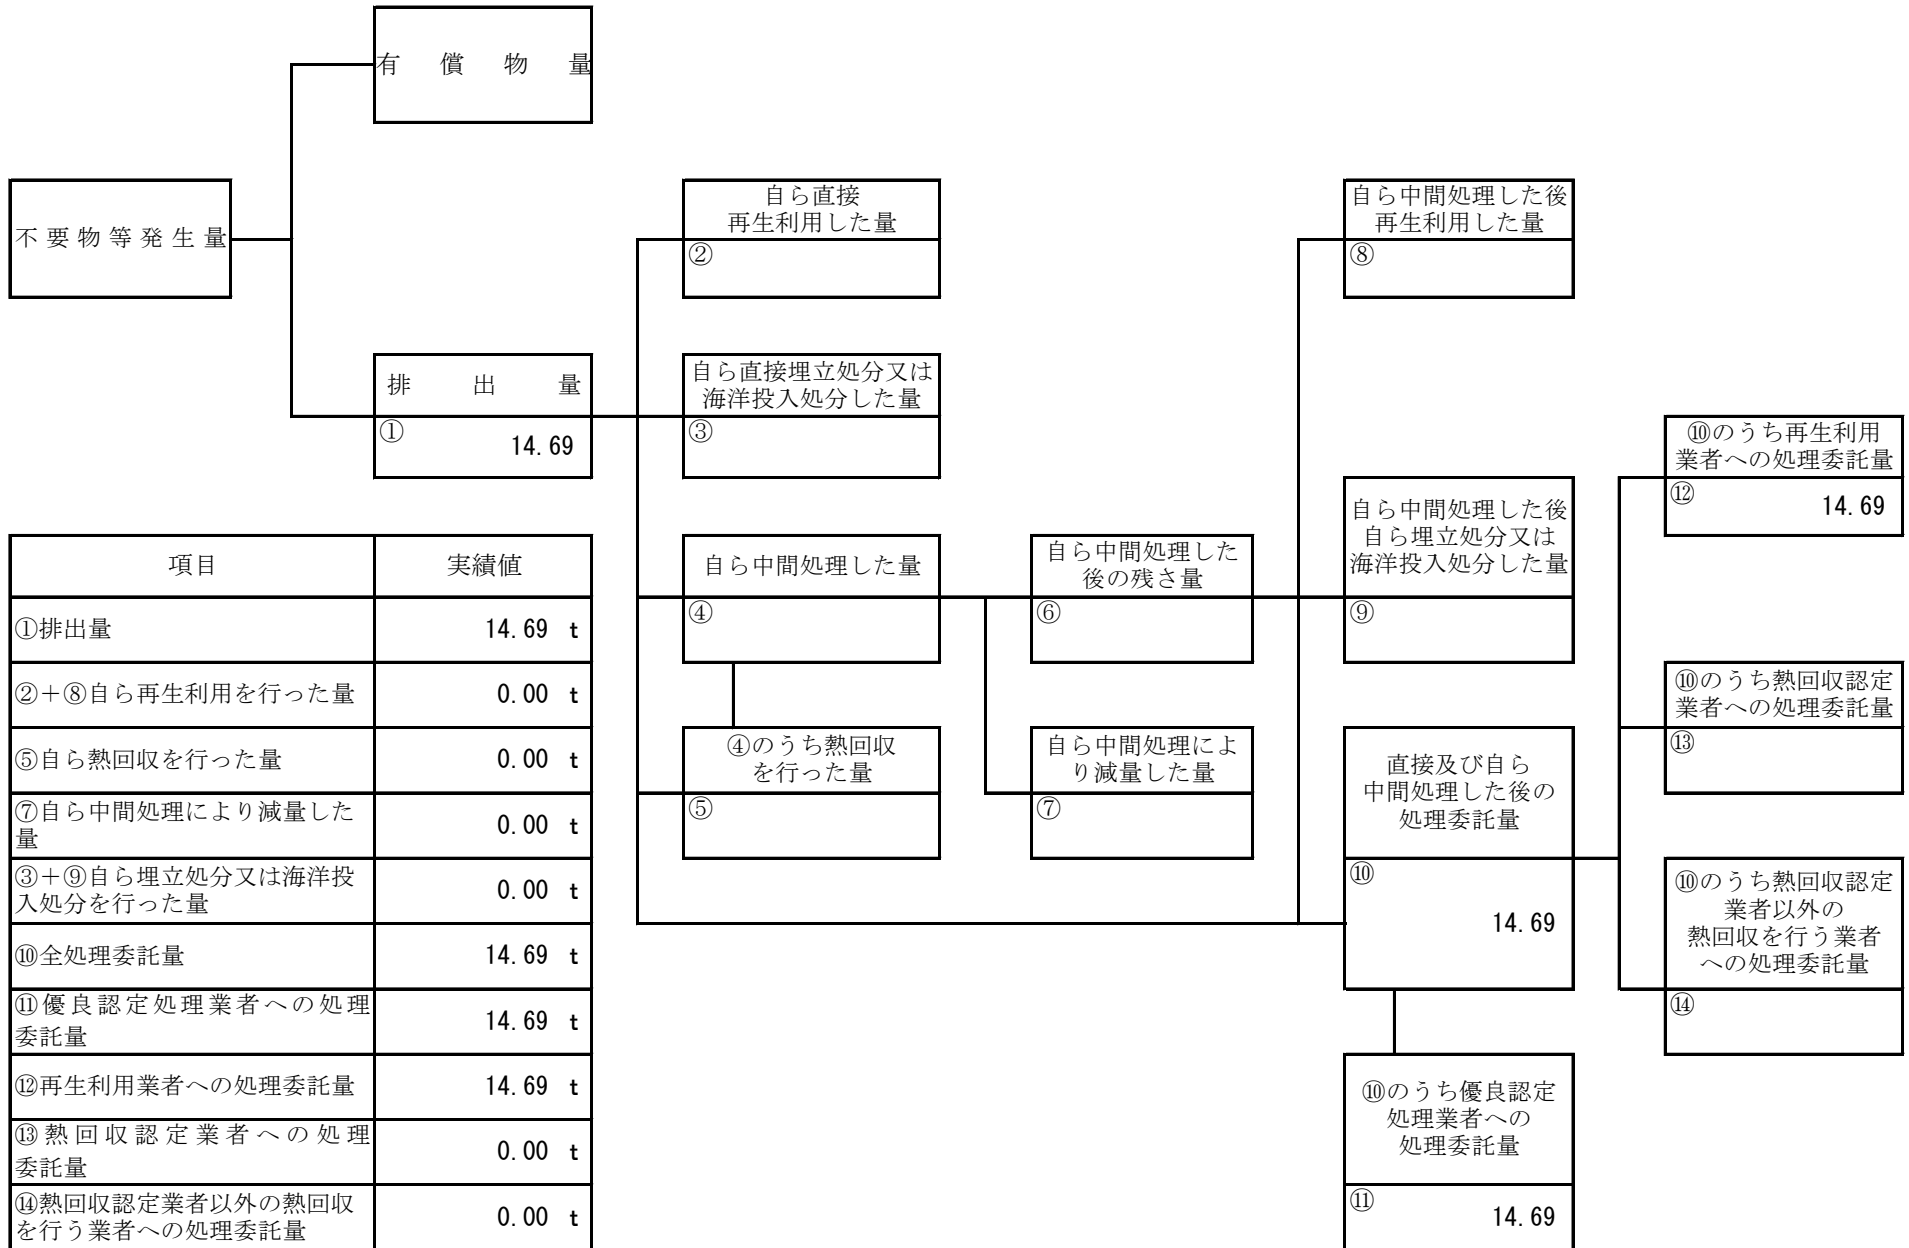 有償物量
不要物等発生量
排出量
①
14.69
自ら直接
再生利用した量
②
自ら直接埋立処分又は
海洋投入処分した量
③
自ら中間処理した量
④
④のうち熱回収
を行った量
⑤
自ら中間処理した
後の残さ量
⑥
自ら中間処理によ
り減量した量
⑦
自ら中間処理した後
再生利用した量
⑧
自ら中間処理した後
自ら埋立処分又は
海洋投入処分した量
⑨
直接及び自ら
中間処理した後の
処理委託量
⑩
14.69
⑩のうち優良認定
処理業者への
処理委託量
⑪
14.69
⑩のうち再生利用
業者への処理委託量
⑫
14.69
⑩のうち熱回収認定
業者への処理委託量
⑬
⑩のうち熱回収認定
業者以外の
熱回収を行う業者
への処理委託量
⑭
項目 実績値
①排出量 14.69 t
②+⑧自ら再生利用を行った量 0.00 t
⑤自ら熱回収を行った量 0.00 t
⑦自ら中間処理により減量した
量 0.00 t
③+⑨自ら埋立処分又は海洋投
入処分を行った量 0.00 t
⑩全処理委託量 14.69 t
⑪優良認定処理業者への処理
委託量 14.69 t
⑫再生利用業者への処理委託量 14.69 t
⑬熱回収認定業者への処理
委託量 0.00 t
⑭熱回収認定業者以外の熱回収
を行う業者への処理委託量 0.00 t